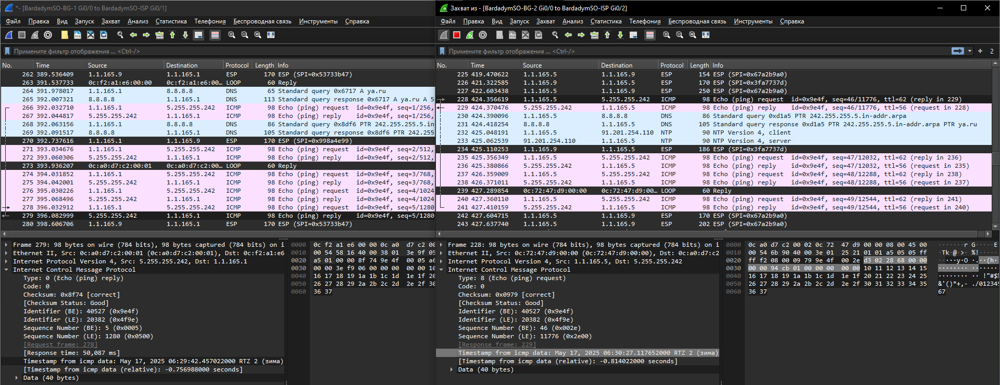 *- [BardadymSO-BG-1 Gi0/0 to BardadymSO-ISP Gi0/1]
Файл Правка Вид Запуск Захват Анализ Статистика Телефония Беспроводная связь Инструменты Справка
Примените фильтр отображения … <Ctrl-/>
No. Time Source Destination Protocol Length Info
262 389.536409 1.1.165.9 1.1.165.1 ESP 170 ESP (SPI=0x53733b47)
263 391.537733 0c:f2:a1:e6:00:00 0c:f2:a1:e6:00… LOOP 60 Reply
264 391.978017 1.1.165.1 8.8.8.8 DNS 65 Standard query 0x6717 A ya.ru
265 392.007321 8.8.8.8 1.1.165.1 DNS 113 Standard query response 0x6717 A ya.ru A 5
266 392.032710 1.1.165.1 5.255.255.242 ICMP 98 Echo (ping) request id=0x9e4f, seq=1/256,
267 392.044817 5.255.255.242 1.1.165.1 ICMP 98 Echo (ping) reply id=0x9e4f, seq=1/256,
268 392.063156 1.1.165.1 8.8.8.8 DNS 86 Standard query 0x8df6 PTR 242.255.255.5.in
269 392.091517 8.8.8.8 1.1.165.1 DNS 105 Standard query response 0x8df6 PTR 242.255
270 392.737616 1.1.165.1 1.1.165.9 ESP 170 ESP (SPI=0x998a4e99)
271 393.034676 1.1.165.1 5.255.255.242 ICMP 98 Echo (ping) request id=0x9e4f, seq=2/512,
272 393.060306 5.255.255.242 1.1.165.1 ICMP 98 Echo (ping) reply id=0x9e4f, seq=2/512,
273 393.936207 0c:a0:d7:c2:00:01 0c:a0:d7:c2:00… LOOP 60 Reply
274 394.031852 1.1.165.1 5.255.255.242 ICMP 98 Echo (ping) request id=0x9e4f, seq=3/768,
275 394.042001 5.255.255.242 1.1.165.1 ICMP 98 Echo (ping) reply id=0x9e4f, seq=3/768,
276 395.030226 1.1.165.1 5.255.255.242 ICMP 98 Echo (ping) request id=0x9e4f, seq=4/1024
277 395.068496 5.255.255.242 1.1.165.1 ICMP 98 Echo (ping) reply id=0x9e4f, seq=4/1024
278 396.032912 1.1.165.1 5.255.255.242 ICMP 98 Echo (ping) request id=0x9e4f, seq=5/1280
279 396.082999 5.255.255.242 1.1.165.1 ICMP 98 Echo (ping) reply id=0x9e4f, seq=5/1280
280 398.606706 1.1.165.9 1.1.165.1 ESP 170 ESP (SPI=0x53733b47)
Frame 279: 98 bytes on wire (784 bits), 98 bytes captured (784 bits) on i
Ethernet II, Src: 0c:a0:d7:c2:00:01 (0c:a0:d7:c2:00:01), Dst: 0c:f2:a1:e6
Internet Protocol Version 4, Src: 5.255.255.242, Dst: 1.1.165.1
Internet Control Message Protocol
Type: 0 (Echo (ping) reply)
Code: 0
Checksum: 0x8f74 [correct]
[Checksum Status: Good]
Identifier (BE): 40527 (0x9e4f)
Identifier (LE): 20382 (0x4f9e)
Sequence Number (BE): 5 (0x0005)
Sequence Number (LE): 1280 (0x0500)
[Request frame: 278]
[Response time: 50,087 ms]
Timestamp from icmp data: May 17, 2025 06:29:42.457022000 RTZ 2 (зима)
[Timestamp from icmp data (relative): -0.756988000 seconds]
Data (40 bytes)
0000 0c f2 a1 e6 00 00 0c a0 d7 c2 00
0010 00 54 58 16 40 00 38 01 3e 9f 05
0020 a5 01 00 00 8f 74 9e 4f 00 05 a6
0030 00 00 3e f9 06 00 00 00 00 00 10
0040 16 17 18 19 1a 1b 1c 1d 1e 1f 20
0050 26 27 28 29 2a 2b 2c 2d 2e 2f 30
0060 36 37
Захват из - [BardadymSO-BG-2 Gi0/0 to BardadymSO-ISP Gi0/2]
Файл Правка Вид Запуск Захват Анализ Статистика Телефония Беспроводная связь Инструменты Справка
Примените фильтр отображения … <Ctrl-/> + 2
No. Time Source Destination Protocol Length Info
225 419.470622 1.1.165.5 1.1.165.9 ESP 154 ESP (SPI=0x67a2b9a0)
226 421.322585 1.1.165.9 1.1.165.5 ESP 170 ESP (SPI=0x3fa7737d)
227 422.603438 1.1.165.5 1.1.165.9 ESP 250 ESP (SPI=0x67a2b9a0)
228 424.356619 1.1.165.5 5.255.255.242 ICMP 98 Echo (ping) request id=0x9e4f, seq=46/11776, ttl=62 (reply in 229)
229 424.370476 5.255.255.242 1.1.165.5 ICMP 98 Echo (ping) reply id=0x9e4f, seq=46/11776, ttl=56 (request in 228)
230 424.390096 1.1.165.5 8.8.8.8 DNS 86 Standard query 0xd1a5 PTR 242.255.255.5.in-addr.arpa
231 424.418254 8.8.8.8 1.1.165.5 DNS 105 Standard query response 0xd1a5 PTR 242.255.255.5.in-addr.arpa PTR ya.ru
232 425.048191 1.1.165.5 91.201.254.110 NTP 90 NTP Version 4, client
233 425.062539 91.201.254.110 1.1.165.5 NTP 90 NTP Version 4, server
234 425.110253 1.1.165.9 1.1.165.5 ESP 186 ESP (SPI=0x3fa7737d)
235 425.356349 1.1.165.5 5.255.255.242 ICMP 98 Echo (ping) request id=0x9e4f, seq=47/12032, ttl=62 (reply in 236)
236 425.380866 5.255.255.242 1.1.165.5 ICMP 98 Echo (ping) reply id=0x9e4f, seq=47/12032, ttl=56 (request in 235)
237 426.359009 1.1.165.5 5.255.255.242 ICMP 98 Echo (ping) request id=0x9e4f, seq=48/12288, ttl=62 (reply in 238)
238 426.371011 5.255.255.242 1.1.165.5 ICMP 98 Echo (ping) reply id=0x9e4f, seq=48/12288, ttl=56 (request in 237)
239 427.289854 0c:72:47:d9:00:00 0c:72:47:d9:00… LOOP 60 Reply
240 427.360110 1.1.165.5 5.255.255.242 ICMP 98 Echo (ping) request id=0x9e4f, seq=49/12544, ttl=62 (reply in 241)
241 427.410159 5.255.255.242 1.1.165.5 ICMP 98 Echo (ping) reply id=0x9e4f, seq=49/12544, ttl=56 (request in 240)
242 427.604715 1.1.165.5 1.1.165.9 ESP 170 ESP (SPI=0x67a2b9a0)
243 427.637740 1.1.165.5 1.1.165.9 ESP 202 ESP (SPI=0x67a2b9a0)
Frame 228: 98 bytes on wire (784 bits), 98 bytes captured (784 bits) on i
Ethernet II, Src: 0c:72:47:d9:00:00 (0c:72:47:d9:00:00), Dst: 0c:a0:d7:c2
Internet Protocol Version 4, Src: 1.1.165.5, Dst: 5.255.255.242
Internet Control Message Protocol
Type: 8 (Echo (ping) request)
Code: 0
Checksum: 0x0979 [correct]
[Checksum Status: Good]
Identifier (BE): 40527 (0x9e4f)
Identifier (LE): 20382 (0x4f9e)
Sequence Number (BE): 46 (0x002e)
Sequence Number (LE): 11776 (0x2e00)
[Response frame: 229]
Timestamp from icmp data: May 17, 2025 06:30:27.117652000 RTZ 2 (зима)
[Timestamp from icmp data (relative): -0.814022000 seconds]
Data (40 bytes)
0000 0c a0 d7 c2 00 02 0c 72 47 d9 00 00 08 00 45 00 ·······r G·····E·
0010 00 54 6b 90 40 00 3e 01 25 21 01 01 a5 05 05 ff ·Tk·@·>· %!······
0020 ff f2 08 00 09 79 9e 4f 00 2e d3 02 28 68 00 00 ·····y·O ·.··(h··
0030 00 00 94 cb 01 00 00 00 00 00 10 11 12 13 14 15 ········ ········
0040 16 17 18 19 1a 1b 1c 1d 1e 1f 20 21 22 23 24 25 ········ ·· !"#$%
0050 26 27 28 29 2a 2b 2c 2d 2e 2f 30 31 32 33 34 35 &'()*+,- ./012345
0060 36 37 67